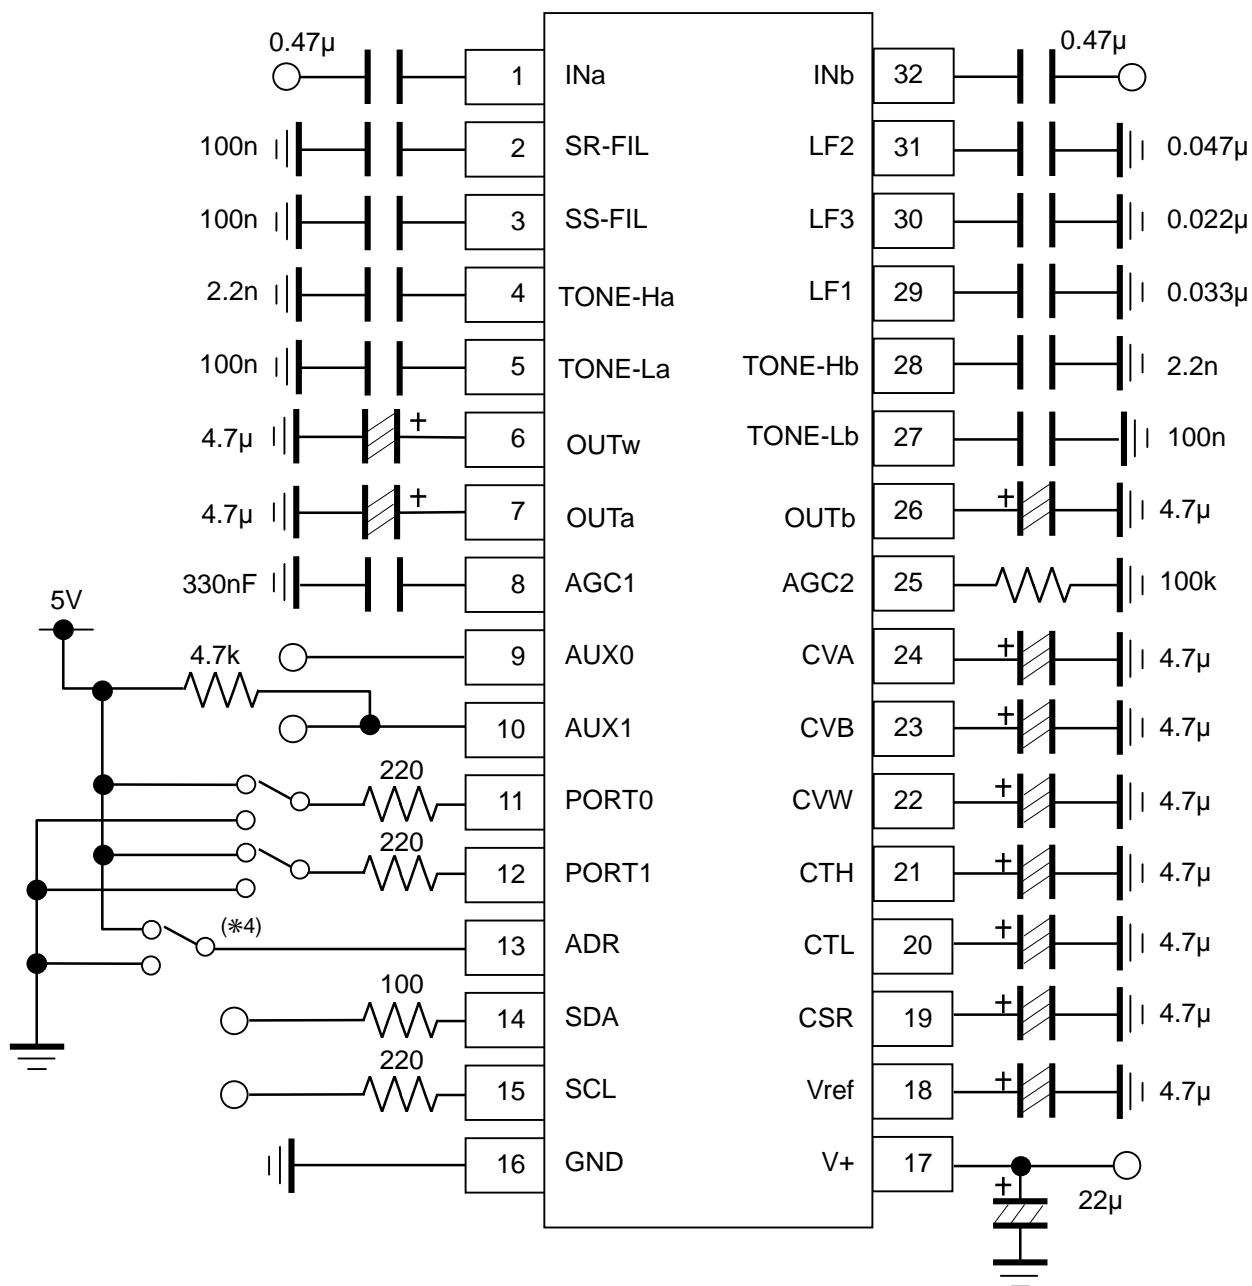 0.47µ 1 INa INb 32 0.47µ
100n 2 SR-FIL LF2 31 0.047µ
100n 3 SS-FIL LF3 30 0.022µ
2.2n 4 TONE-Ha LF1 29 0.033µ
100n 5 TONE-La TONE-Hb 28 2.2n
4.7µ + 6 OUTw TONE-Lb 27 100n
4.7µ + 7 OUTa OUTb 26 + 4.7µ
330nF 8 AGC1 AGC2 25 100k
5V
4.7k 9 AUX0 CVA 24 + 4.7µ
10 AUX1 CVB 23 + 4.7µ
220 11 PORT0 CVW 22 + 4.7µ
220 12 PORT1 CTH 21 + 4.7µ
(※4) 13 ADR CTL 20 + 4.7µ
100 14 SDA CSR 19 + 4.7µ
220 15 SCL Vref 18 + 4.7µ
16 GND V+ 17
+ 22µ